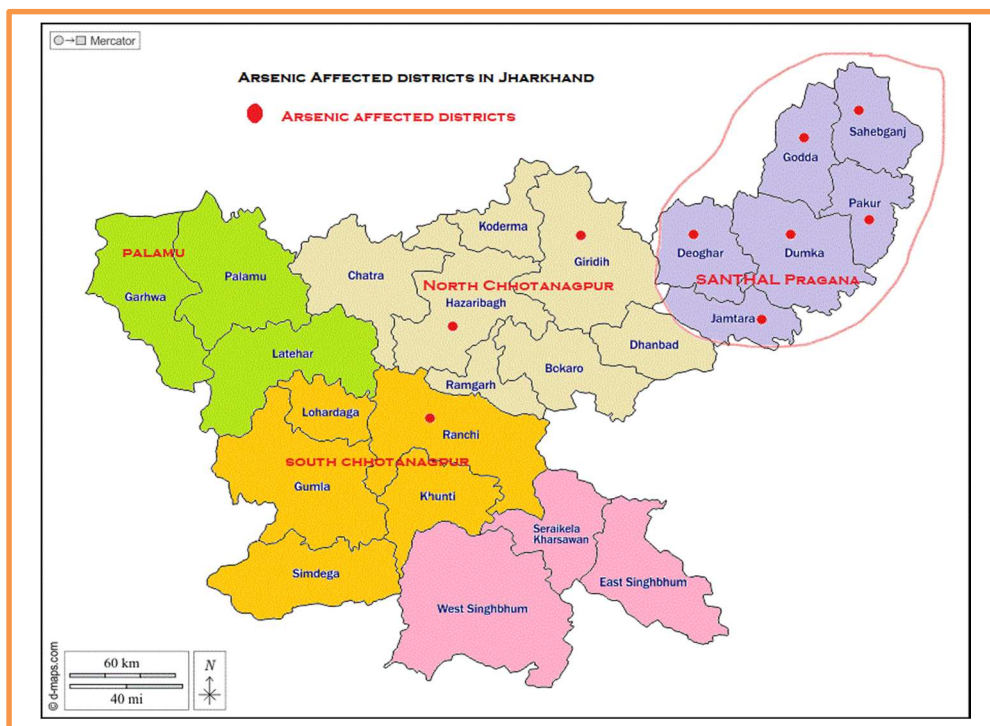 ○→□ Mercator
Arsenic Affected districts in Jharkhand
Arsenic affected districts
Sahebganj
Godda
Pakur
Koderma
Deoghar
Dumka
Giridih
PALAMU
Chatra
Palamu
SANTHAL Pragana
North Chhotanagpur
Garhwa
Hazaribagh
Jamtara
Dhanbad
Latehar
Bokaro
Ramgarh
Lohardaga
Ranchi
SOUTH CHHOTANAGPUR
Gumla
Khunti
Seraikela
Kharsawan
Simdega
East Singhbhum
West Singhbhum
60 km
40 mi
N
© d-maps.com